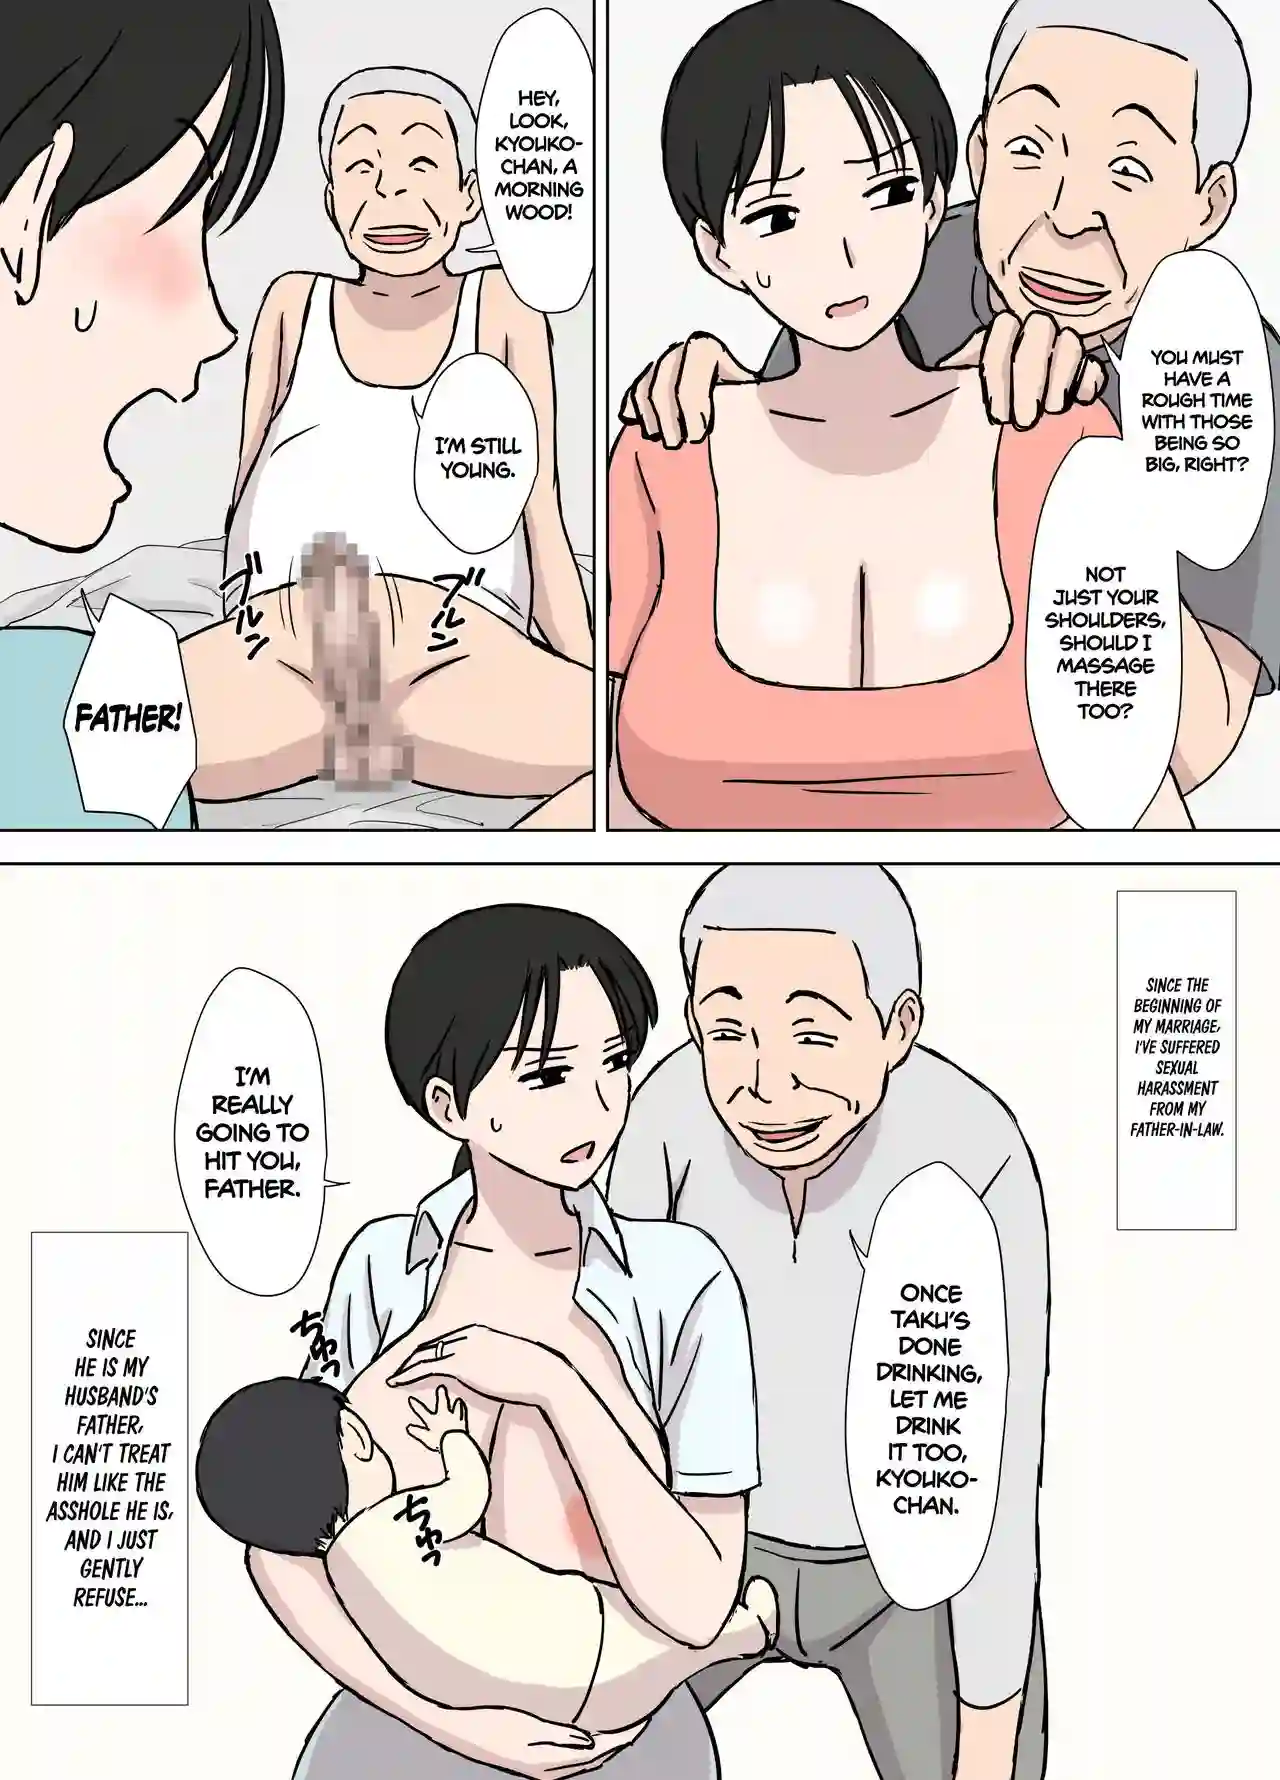 YOU MUST
HAVE A
ROUGH TIME
WITH THOSE
BEING SO
BIG, RIGHT?
NOT
JUST YOUR
SHOULDERS,
SHOULD I
MASSAGE
THERE
TOO?
HEY,
LOOK,
KYOUKO-
CHAN, A
MORNING
WOOD!
I'M STILL
YOUNG.
ブルン
ブルン
FATHER!
SINCE THE
BEGINNING OF
MY MARRIAGE,
I'VE SUFFERED
SEXUAL
HARASSMENT
FROM MY
FATHER-IN-LAW.
ONCE
TAKU'S
DONE
DRINKING,
LET ME
DRINK
IT TOO,
KYOUKO-
CHAN.
I'M
REALLY
GOING TO
HIT YOU,
FATHER.
ちゅっ
ちゅっ
SINCE
HE IS MY
HUSBAND'S
FATHER,
I CAN'T TREAT
HIM LIKE THE
ASSHOLE HE IS,
AND I JUST
GENTLY
REFUSE...